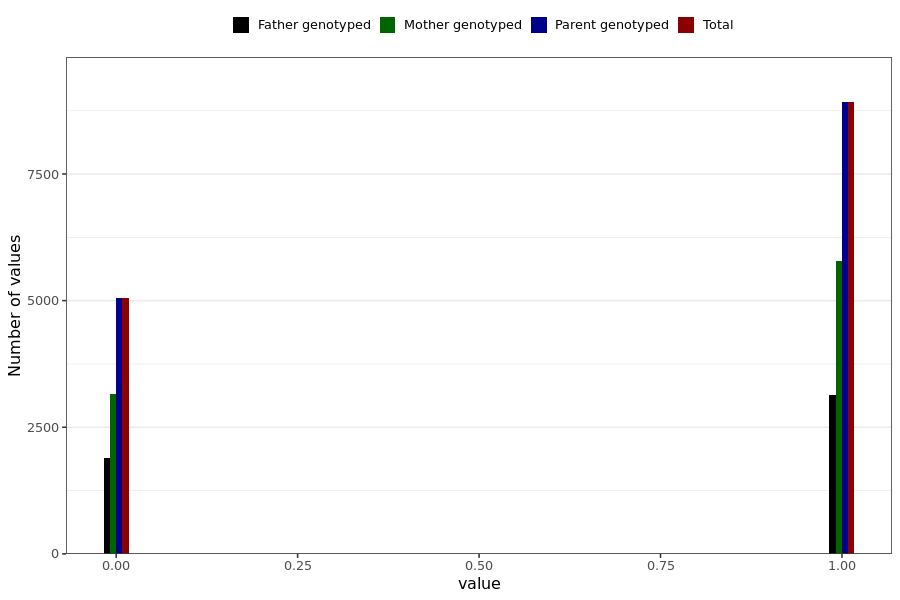 Father genotyped Mother genotyped Parent genotyped Total
Number of values
7500
5000
2500
0
0.00 0.25 0.50 0.75 1.00
value